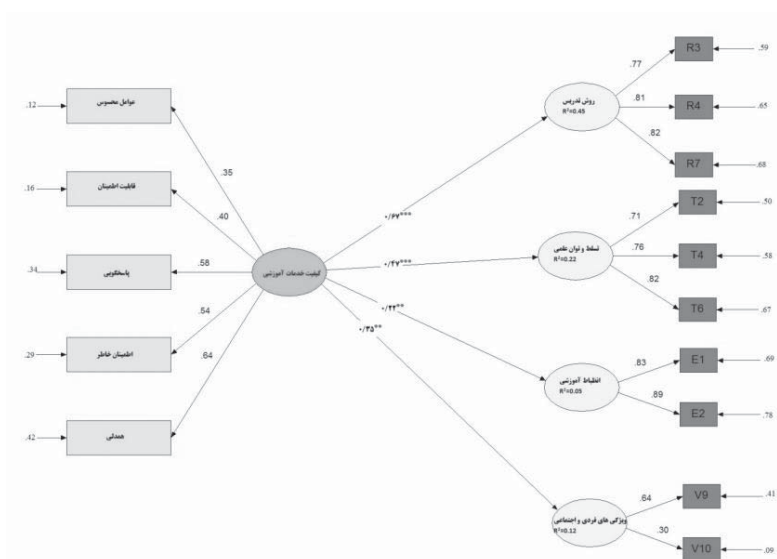 عوامل محسوس
.12
.35
قابلیت اطمینان
.16
.40
پاسخگویی
.34
.58
اطمینان خاطر
.29
.54
همدلی
.42
.64
کیفیت خدمات آموزشی
۰/۶۷***
۰/۴۷***
۰/۲۲**
۰/۳۵**
روش تدریس
R²=0.45
.77
R3
.59
.81
R4
.65
.82
R7
.68
تسلط و توان علمی
R²=0.22
.71
T2
.50
.76
T4
.58
.82
T6
.67
انظباط آموزشی
R²=0.05
.83
E1
.69
.89
E2
.78
ویژگی های فردی و اجتماعی
R²=0.12
.64
V9
.41
.30
V10
.09